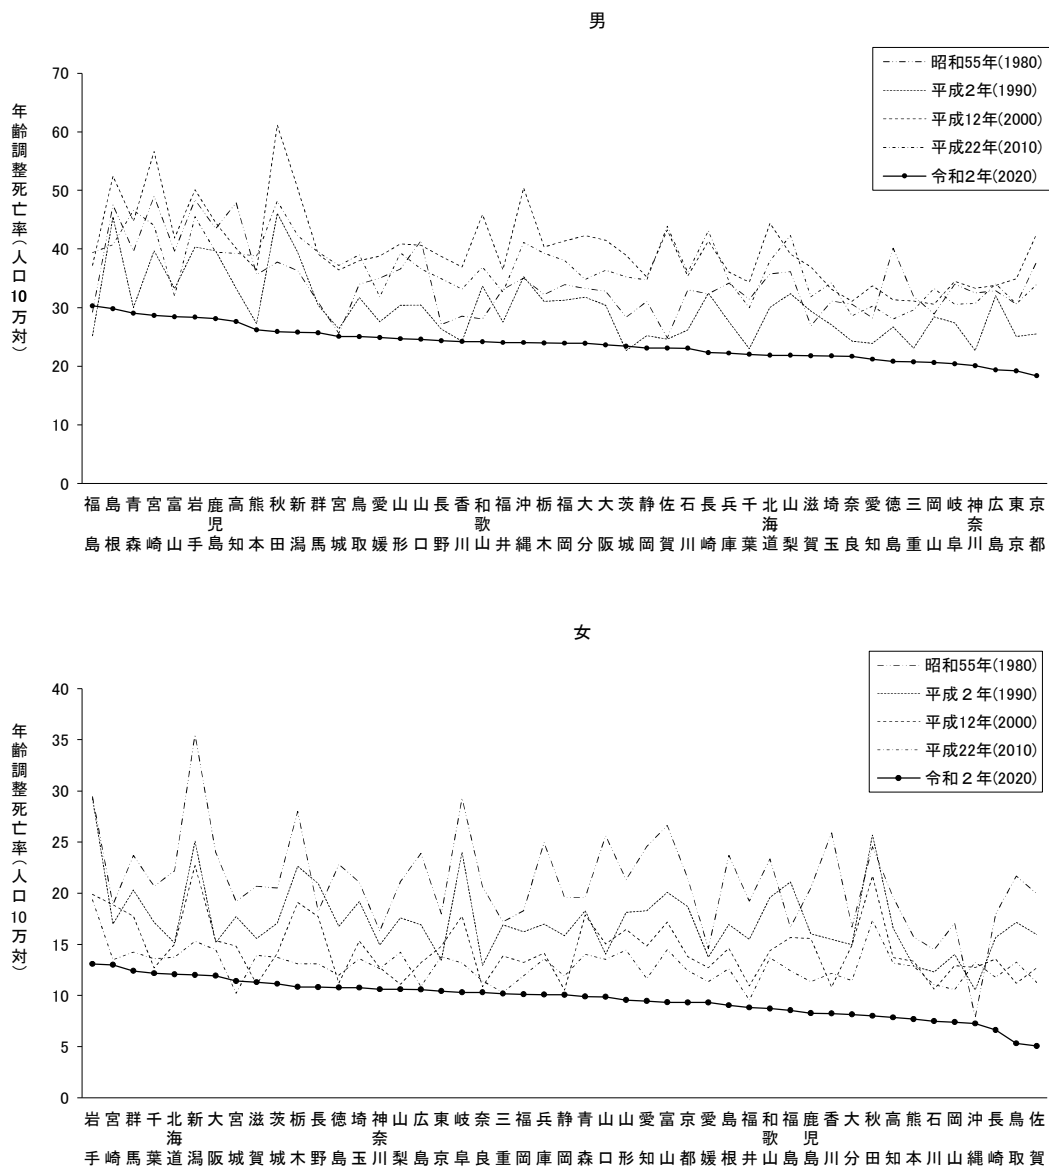 男
昭和55年(1980)
平成2年(1990)
平成12年(2000)
平成22年(2010)
令和2年(2020)
年齢調整死亡率(人口10万対)
70
60
50
40
30
20
10
0
福島
島根
青森
宮崎
富山
岩手
鹿児島
高知
熊本
秋田
新潟
群馬
宮城
鳥取
愛媛
山形
山口
長野
香川
和歌山
福井
沖縄
栃木
福岡
大分
大阪
茨城
静岡
佐賀
石川
長崎
兵庫
千葉
北海道
山梨
滋賀
埼玉
奈良
愛知
徳島
三重
岡山
岐阜
神奈川
広島
東京
京都
女
昭和55年(1980)
平成２年(1990)
平成12年(2000)
平成22年(2010)
令和２年(2020)
年齢調整死亡率(人口10万対)
40
35
30
25
20
15
10
5
0
岩手
宮崎
群馬
千葉
北海道
新潟
大阪
宮城
滋賀
茨城
栃木
長野
徳島
埼玉
神奈川
山梨
広島
東京
岐阜
奈良
三重
福岡
兵庫
静岡
青森
山口
山形
愛知
富山
京都
愛媛
島根
福井
和歌山
福島
鹿児島
香川
大分
秋田
高知
熊本
石川
岡山
沖縄
長崎
鳥取
佐賀